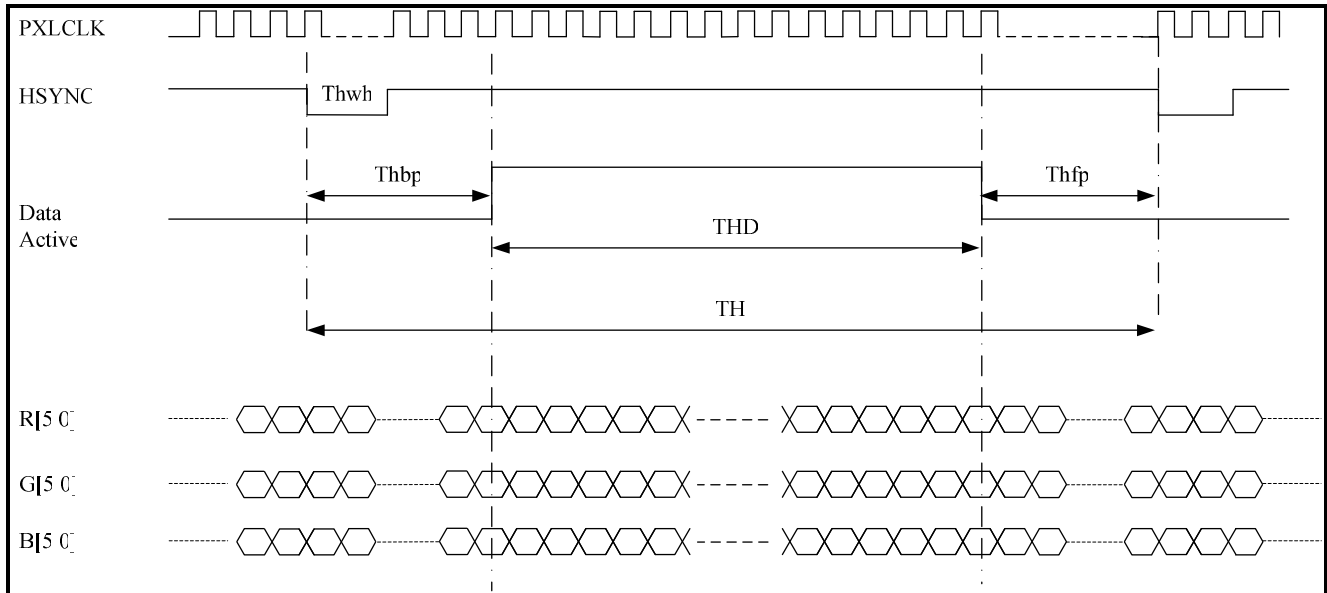 PXLCLK
HSYNC
Thwh
Thbp
Thfp
Data
Active
THD
TH
R[5 0]
G[5 0]
B[5 0]